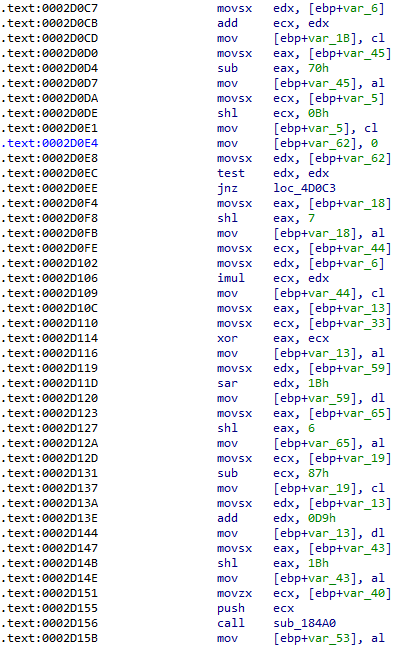 .text:0002D0C7 movsx edx, [ebp+var_6]
.text:0002D0CB add ecx, edx
.text:0002D0CD mov [ebp+var_1B], cl
.text:0002D0D0 movsx eax, [ebp+var_45]
.text:0002D0D4 sub eax, 70h
.text:0002D0D7 mov [ebp+var_45], al
.text:0002D0DA movsx ecx, [ebp+var_5]
.text:0002D0DE shl ecx, 0Bh
.text:0002D0E1 mov [ebp+var_5], cl
.text:0002D0E4 mov [ebp+var_62], 0
.text:0002D0E8 movsx edx, [ebp+var_62]
.text:0002D0EC test edx, edx
.text:0002D0EE jnz loc_4D0C3
.text:0002D0F4 movsx eax, [ebp+var_18]
.text:0002D0F8 shl eax, 7
.text:0002D0FB mov [ebp+var_18], al
.text:0002D0FE movsx ecx, [ebp+var_44]
.text:0002D102 movsx edx, [ebp+var_6]
.text:0002D106 imul ecx, edx
.text:0002D109 mov [ebp+var_44], cl
.text:0002D10C movsx eax, [ebp+var_13]
.text:0002D110 movsx ecx, [ebp+var_33]
.text:0002D114 xor eax, ecx
.text:0002D116 mov [ebp+var_13], al
.text:0002D119 movsx edx, [ebp+var_59]
.text:0002D11D sar edx, 1Bh
.text:0002D120 mov [ebp+var_59], dl
.text:0002D123 movsx eax, [ebp+var_65]
.text:0002D127 shl eax, 6
.text:0002D12A mov [ebp+var_65], al
.text:0002D12D movsx ecx, [ebp+var_19]
.text:0002D131 sub ecx, 87h
.text:0002D137 mov [ebp+var_19], cl
.text:0002D13A movsx edx, [ebp+var_13]
.text:0002D13E add edx, 0D9h
.text:0002D144 mov [ebp+var_13], dl
.text:0002D147 movsx eax, [ebp+var_43]
.text:0002D14B shl eax, 1Bh
.text:0002D14E mov [ebp+var_43], al
.text:0002D151 movzx ecx, [ebp+var_40]
.text:0002D155 push ecx
.text:0002D156 call sub_184A0
.text:0002D15B mov [ebp+var_53], al